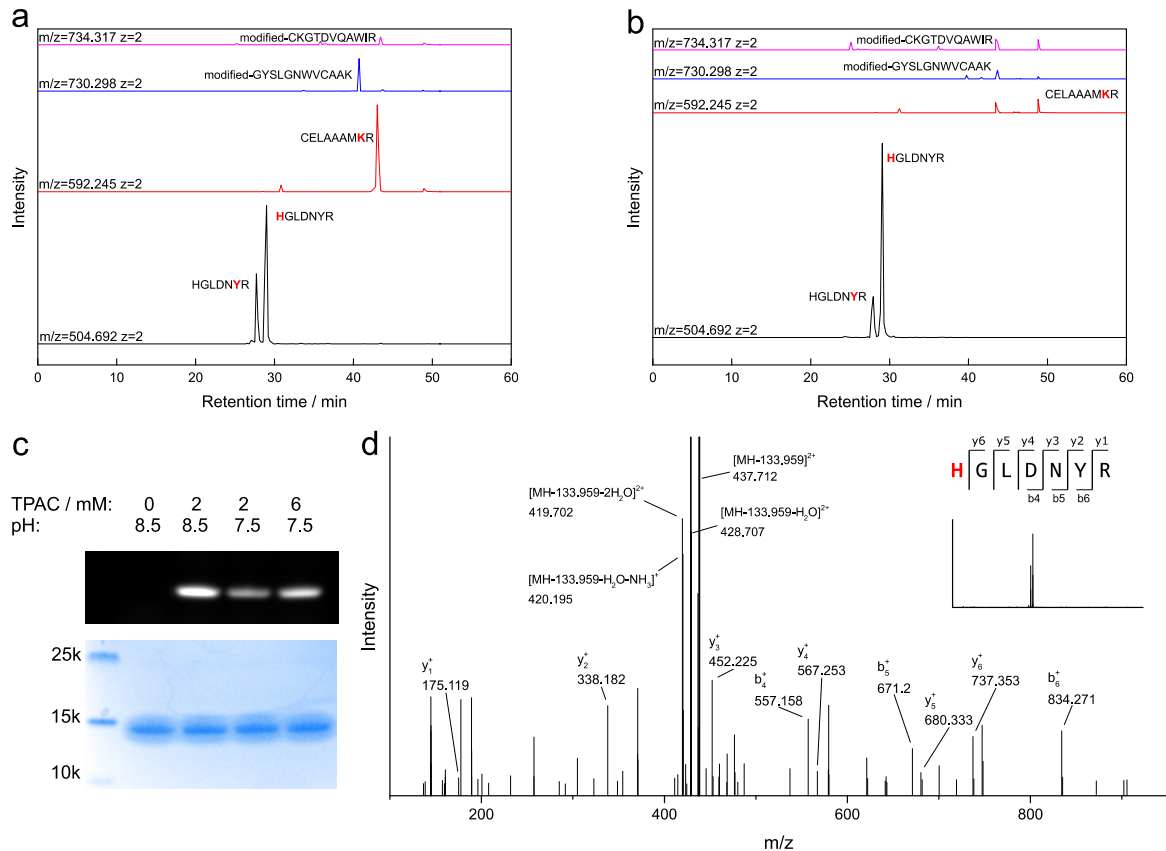 a
m/z=734.317 z=2
modified-CKGTDVQAWIR
m/z=730.298 z=2
modified-GYSLGNWVCAAK
m/z=592.245 z=2
CELAAAMKR
HGLDNYR
HGLDNYR
m/z=504.692 z=2
Intensity
0 10 20 30 40 50 60
Retention time / min
b
m/z=734.317 z=2
modified-CKGTDVQAWIR
m/z=730.298 z=2
modified-GYSLGNWVCAAK
CELAAAMKR
m/z=592.245 z=2
HGLDNYR
HGLDNYR
m/z=504.692 z=2
Intensity
0 10 20 30 40 50 60
Retention time / min
c
TPAC / mM: 0 2 2 6
pH: 8.5 8.5 7.5 7.5
25k
15k
10k
d
[MH-133.959]²⁺
437.712
[MH-133.959-2H₂O]²⁺
419.702
[MH-133.959-H₂O]²⁺
428.707
[MH-133.959-H₂O-NH₃]⁺
420.195
y₁⁺
175.119
y₂⁺
338.182
y₃⁺
452.225
b₄⁺
557.158
y₄⁺
567.253
b₅⁺
671.2
y₅⁺
680.333
y₆⁺
737.353
b₆⁺
834.271
y6 y5 y4 y3 y2 y1
H G L D N Y R
b4 b5 b6
Intensity
200 400 600 800
m/z